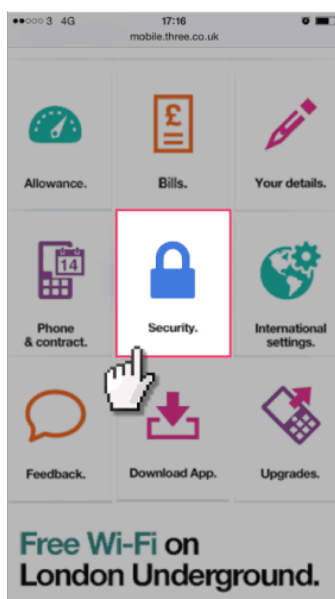 3 4G 17:16
mobile.three.co.uk
£
Allowance. Bills. Your details.
14
Phone
& contract.
Security.
International
settings.
Feedback. Download App. Upgrades.
Free Wi-Fi on
London Underground.